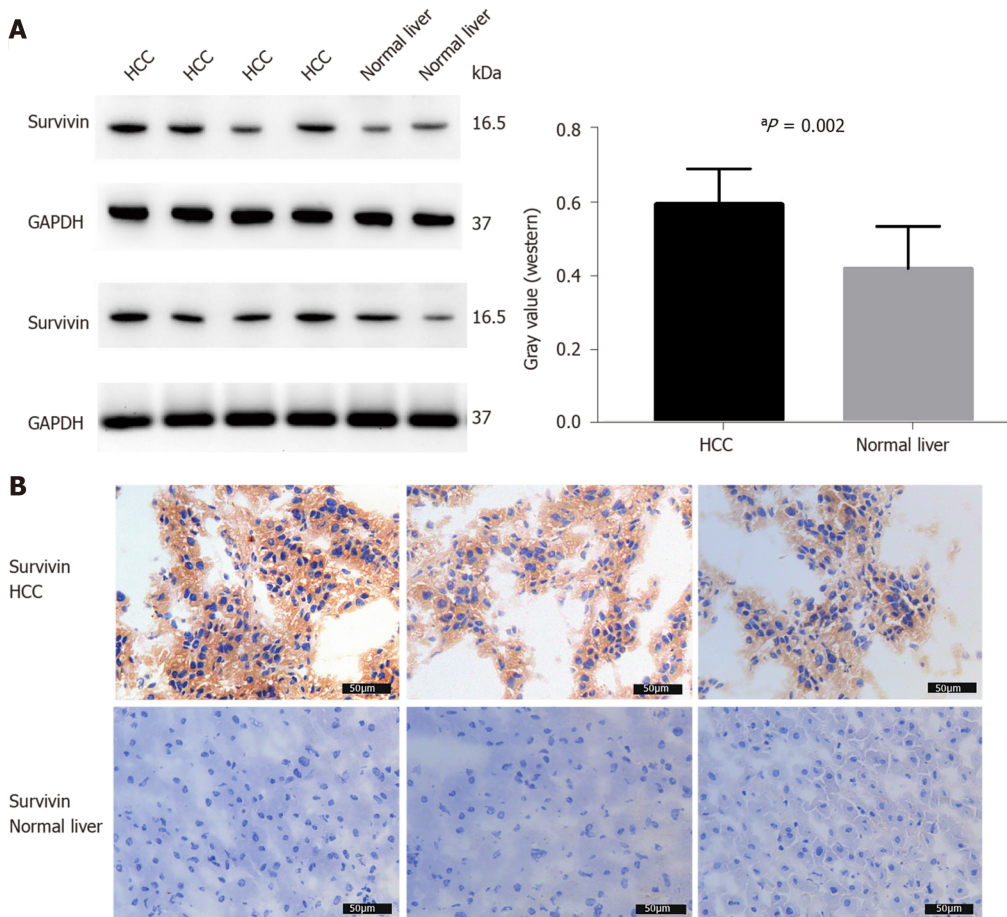 A
HCC
HCC
HCC
HCC
Normal liver
Normal liver
kDa
Survivin
16.5
GAPDH
37
Survivin
16.5
GAPDH
37
0.8
0.6
0.4
0.2
0.0
Gray value (western)
ᵃP = 0.002
HCC
Normal liver
B
Survivin
HCC
50μm
50μm
50μm
Survivin
Normal liver
50μm
50μm
50μm